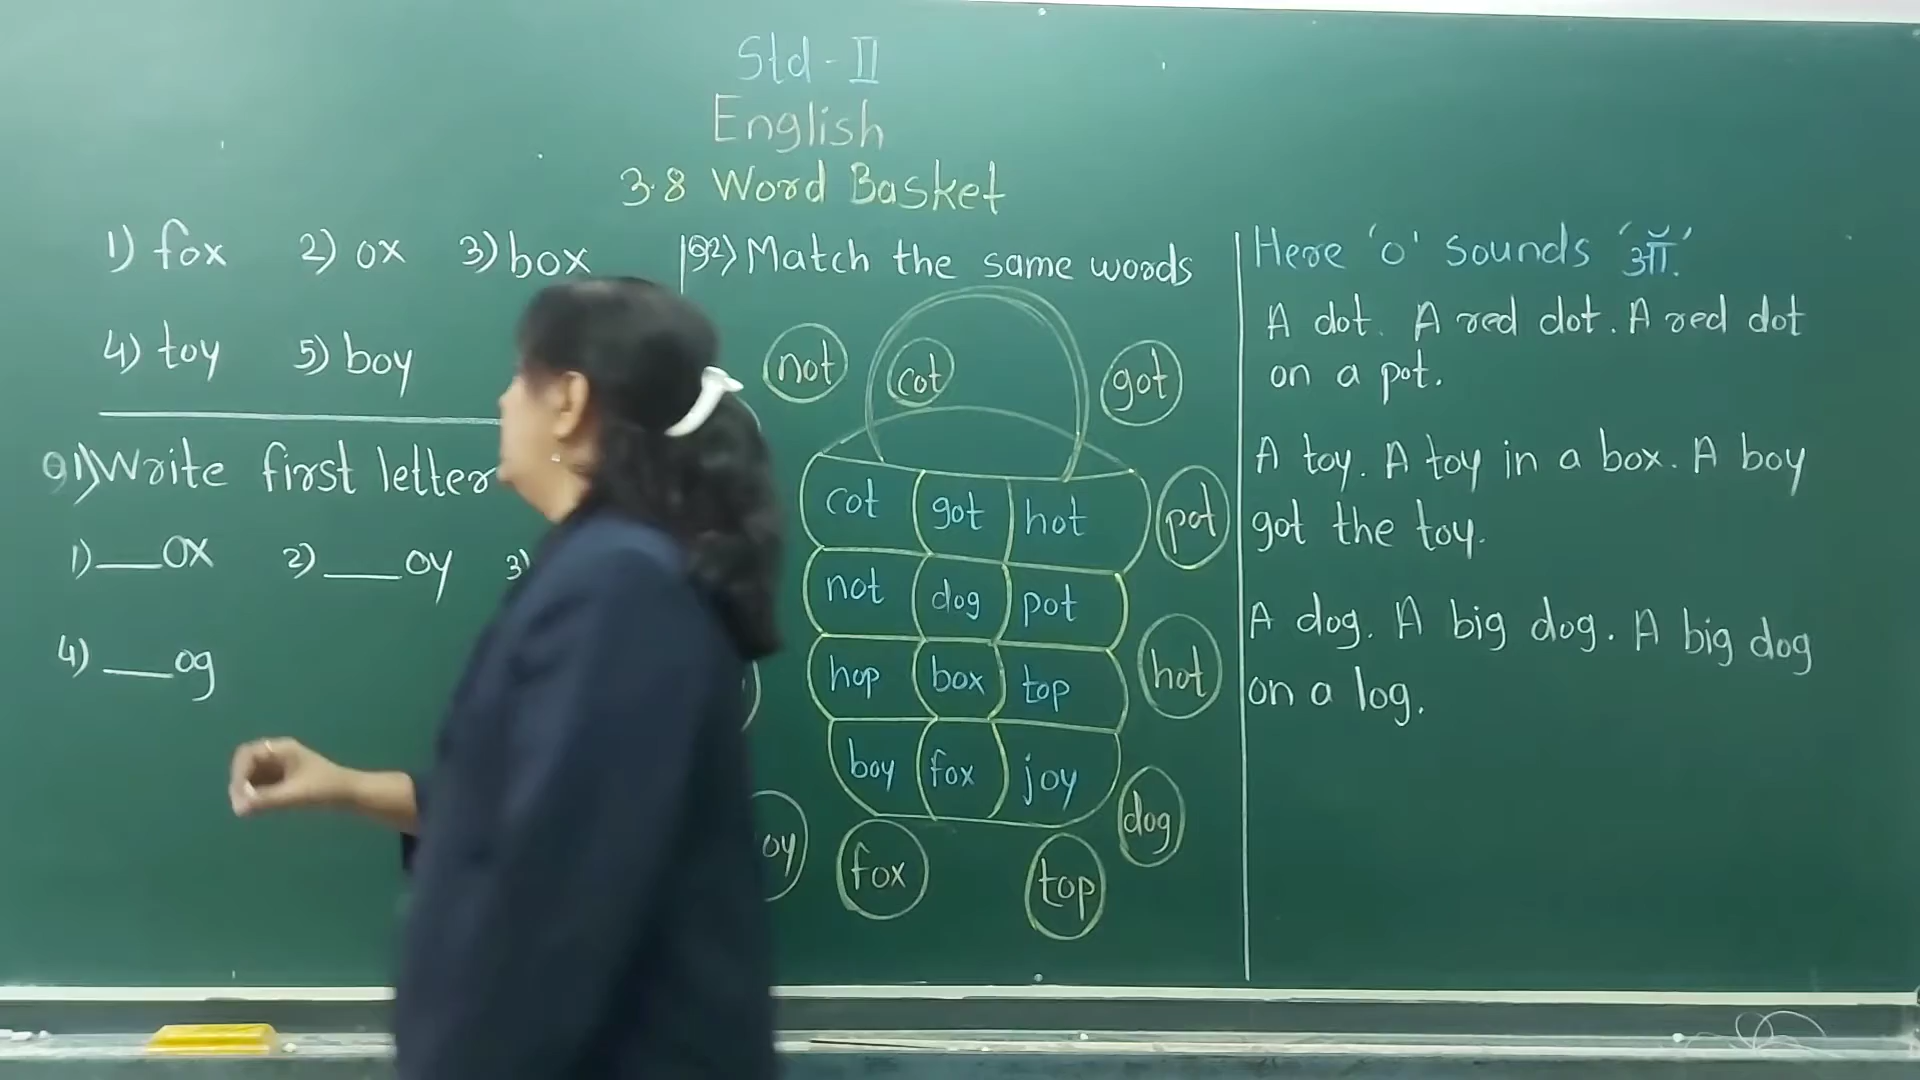 Std - II
English
3.8 Word Basket
1) fox 2) ox 3) box
4) toy 5) boy
Q1) Write first letter
1) __ox 2) __oy 3)
4) __og
Q2) Match the same words
not cot got
cot got hot
pot
not dog pot
hop box top
hot
boy fox joy
dog
oy fox top
Here 'o' sounds 'ऑ'.
A dot. A red dot. A red dot
on a pot.
A toy. A toy in a box. A boy
got the toy.
A dog. A big dog. A big dog
on a log.